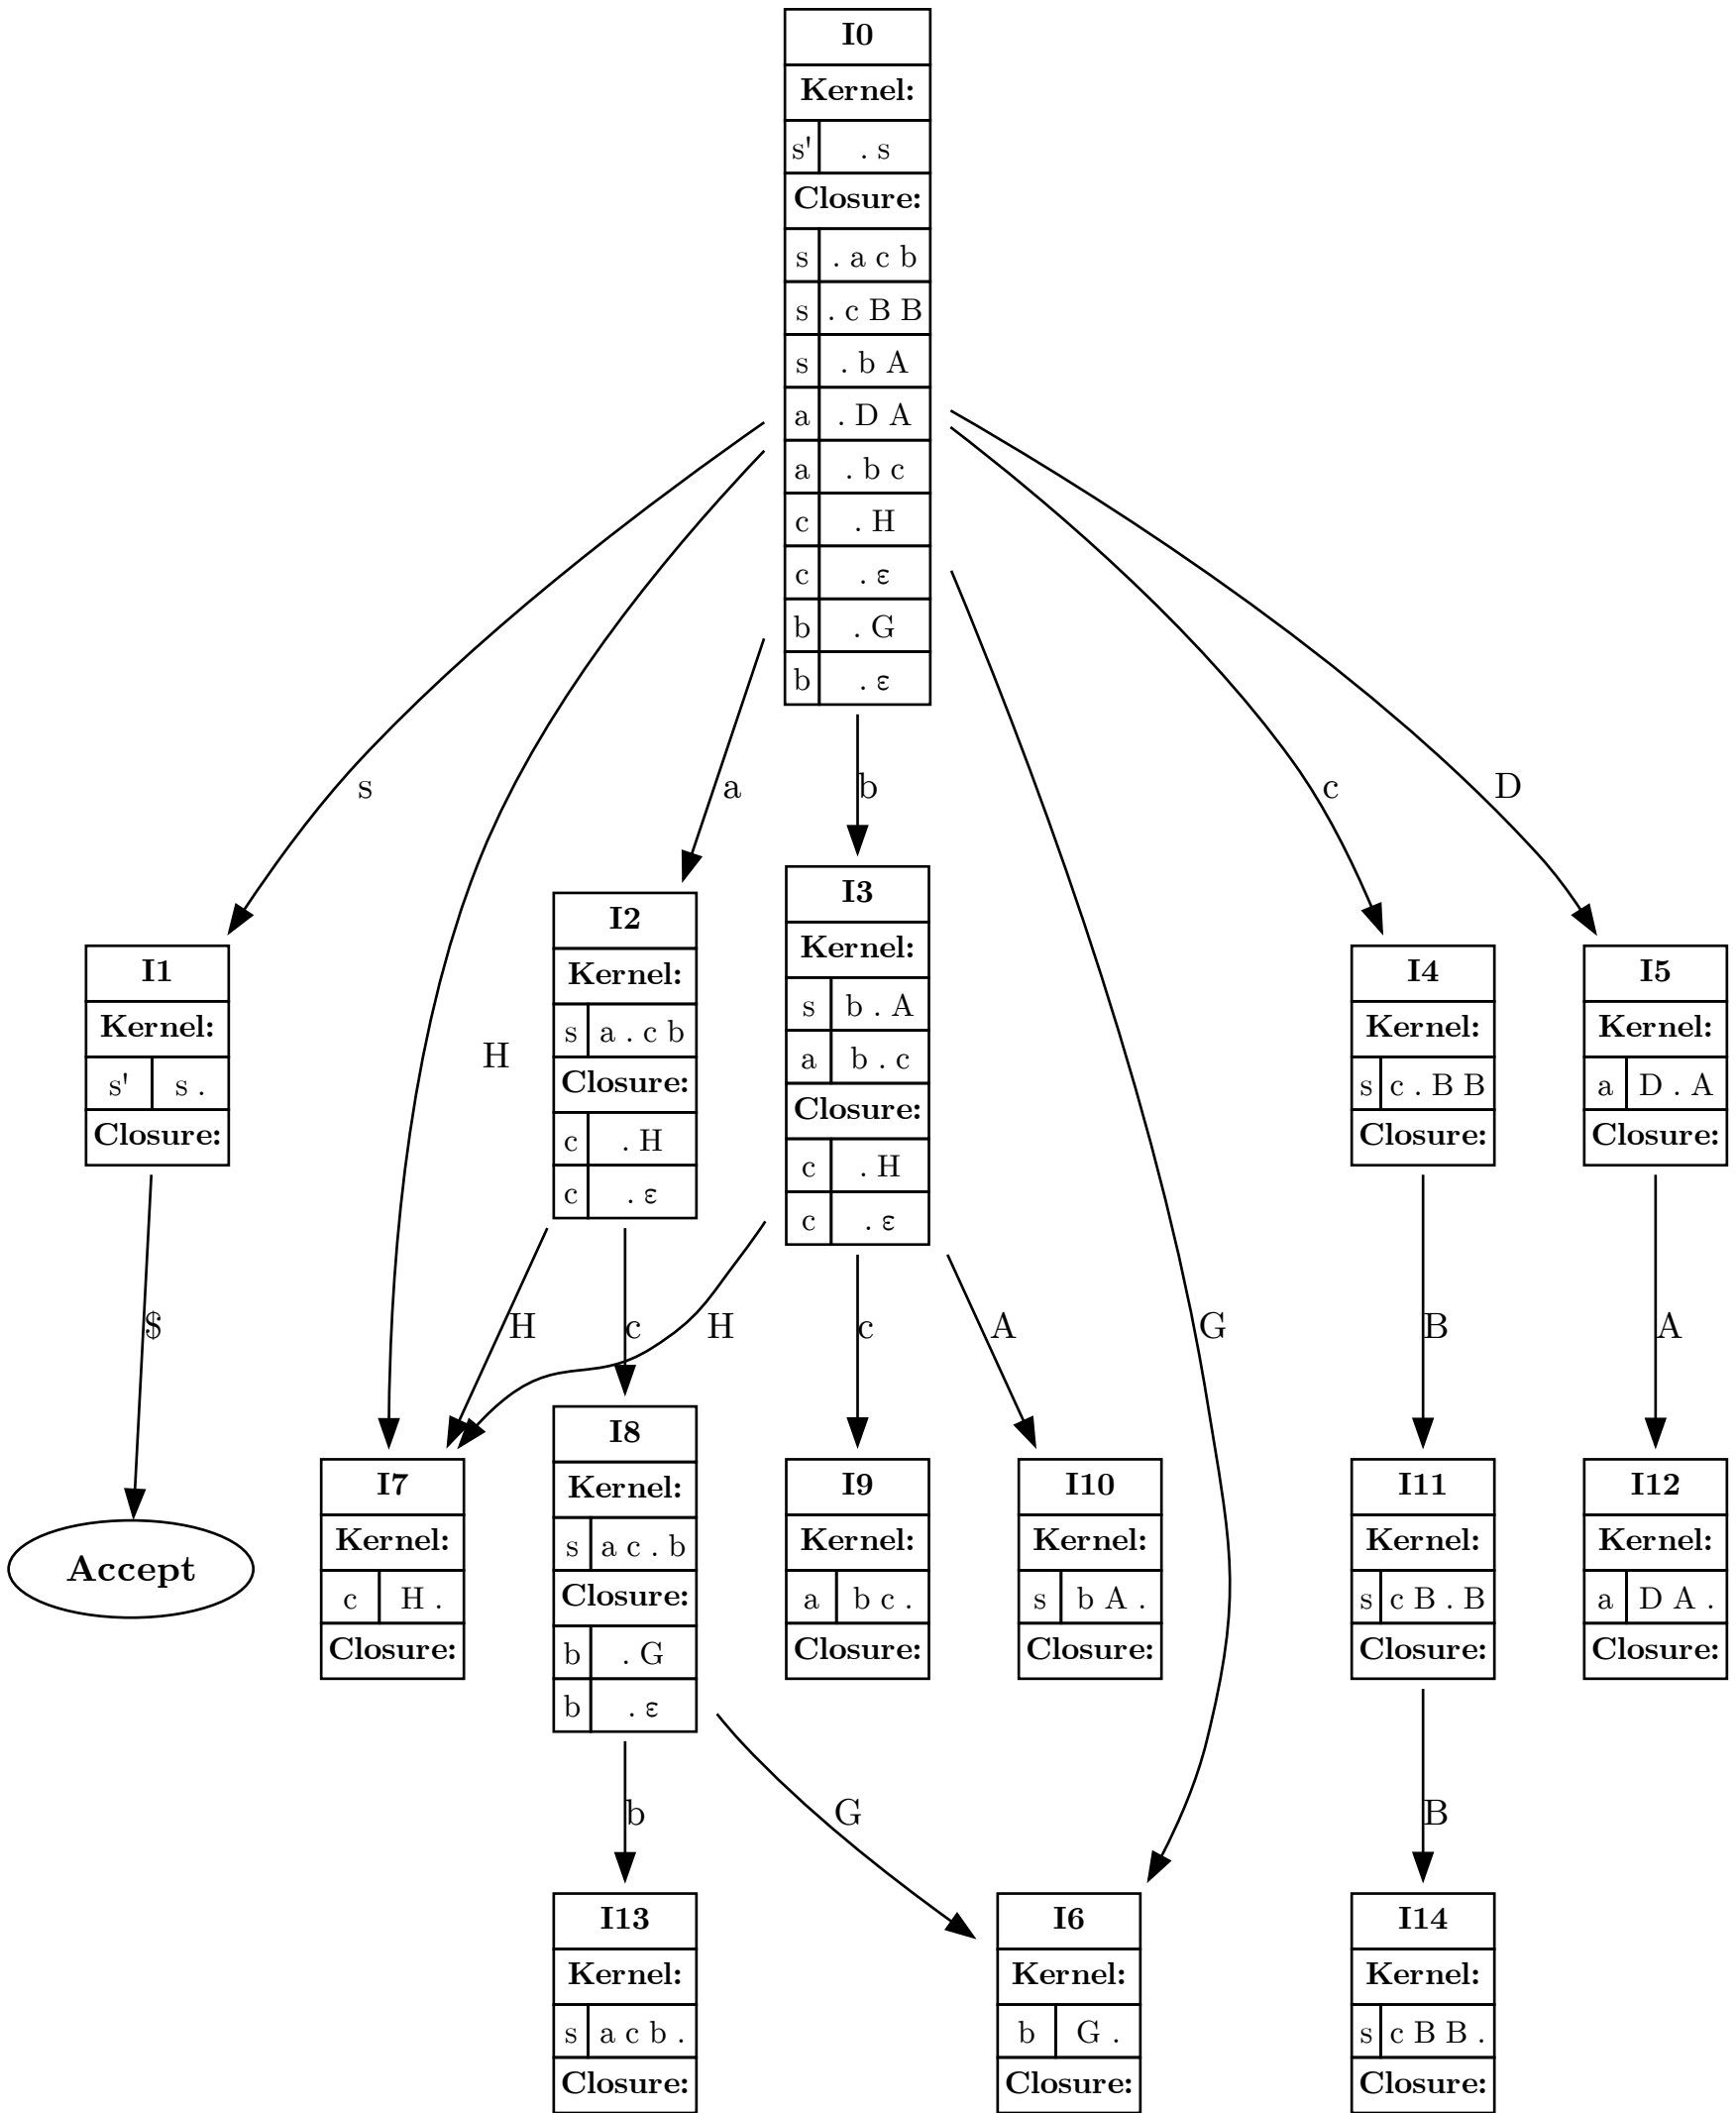 I0
Kernel:
s' . s
Closure:
s . a c b
s . c B B
s . b A
a . D A
a . b c
c . H
c . ε
b . G
b . ε
s
a
b
c
D
H
G
I1
Kernel:
s' s .
Closure:
I2
Kernel:
s a . c b
Closure:
c . H
c . ε
I3
Kernel:
s b . A
a b . c
Closure:
c . H
c . ε
I4
Kernel:
s c . B B
Closure:
I5
Kernel:
a D . A
Closure:
$
H
c
H
c
A
B
A
Accept
I7
Kernel:
c H .
Closure:
I8
Kernel:
s a c . b
Closure:
b . G
b . ε
I9
Kernel:
a b c .
Closure:
I10
Kernel:
s b A .
Closure:
I11
Kernel:
s c B . B
Closure:
I12
Kernel:
a D A .
Closure:
b
G
B
I13
Kernel:
s a c b .
Closure:
I6
Kernel:
b G .
Closure:
I14
Kernel:
s c B B .
Closure: